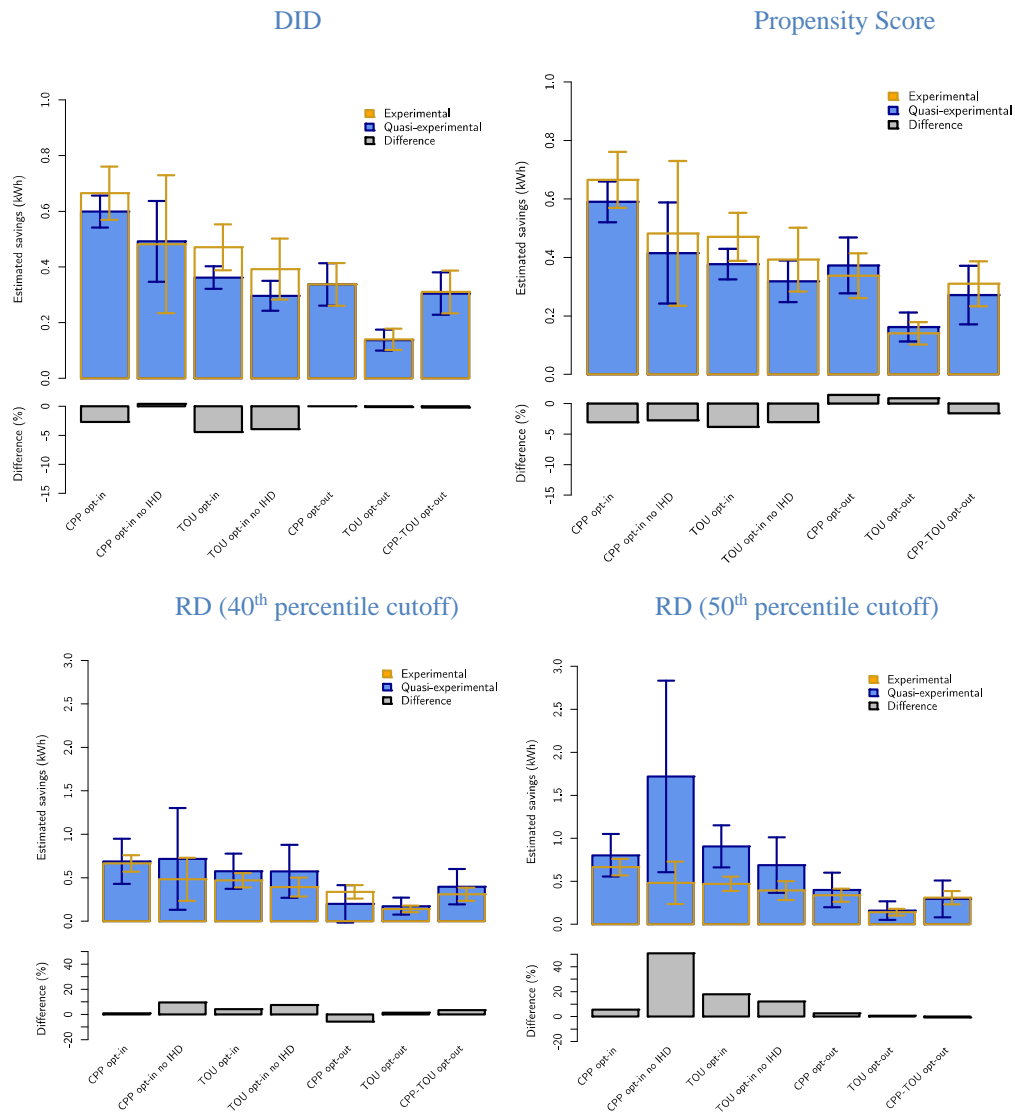 DID
Propensity Score
Estimated savings (kWh)
1.0
0.8
0.6
0.4
0.2
0.0
Experimental
Quasi-experimental
Difference
Difference (%)
0
-5
-10
-15
CPP opt-in
CPP opt-in no IHD
TOU opt-in
TOU opt-in no IHD
CPP opt-out
TOU opt-out
CPP-TOU opt-out
Estimated savings (kWh)
1.0
0.8
0.6
0.4
0.2
0.0
Experimental
Quasi-experimental
Difference
Difference (%)
0
-5
-10
-15
CPP opt-in
CPP opt-in no IHD
TOU opt-in
TOU opt-in no IHD
CPP opt-out
TOU opt-out
CPP-TOU opt-out
RD (40th percentile cutoff)
RD (50th percentile cutoff)
Estimated savings (kWh)
3.0
2.5
2.0
1.5
1.0
0.5
0.0
Experimental
Quasi-experimental
Difference
Difference (%)
40
20
0
-20
CPP opt-in
CPP opt-in no IHD
TOU opt-in
TOU opt-in no IHD
CPP opt-out
TOU opt-out
CPP-TOU opt-out
Estimated savings (kWh)
3.0
2.5
2.0
1.5
1.0
0.5
0.0
Experimental
Quasi-experimental
Difference
Difference (%)
40
20
0
-20
CPP opt-in
CPP opt-in no IHD
TOU opt-in
TOU opt-in no IHD
CPP opt-out
TOU opt-out
CPP-TOU opt-out